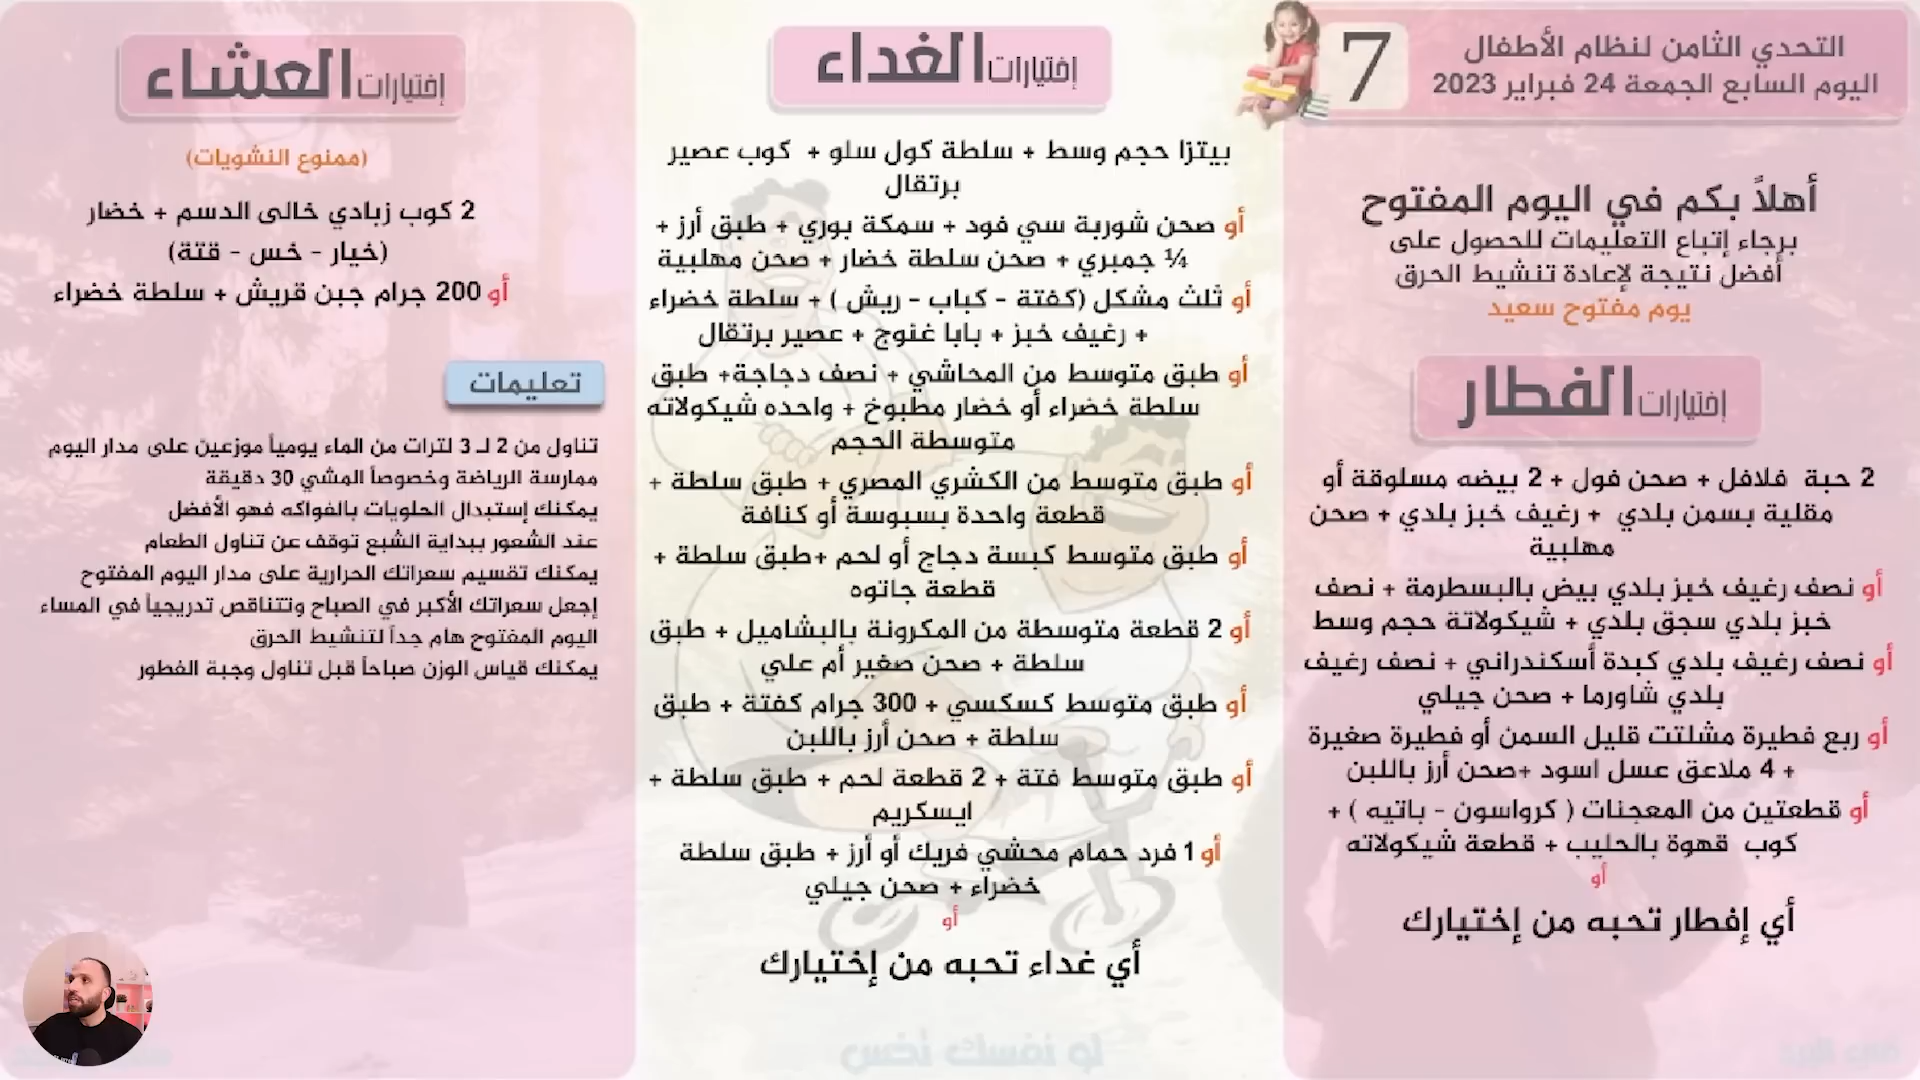 التحدي الثامن لنظام الأطفال
اليوم السابع الجمعة 24 فبراير 2023
7
أهلاً بكم في اليوم المفتوح
برجاء إتباع التعليمات للحصول على
أفضل نتيجة لإعادة تنشيط الحرق
يوم مفتوح سعيد
إختيارات الفطار
2 حبة فلافل + صحن فول + 2 بيضه مسلوقة أو
مقلية بسمن بلدي + رغيف خبز بلدي + صحن
مهلبية
أو نصف رغيف خبز بلدي بيض بالبسطرمة + نصف
خبز بلدي سجق بلدي + شيكولاتة حجم وسط
أو نصف رغيف بلدي كبدة أسكندراني + نصف رغيف
بلدي شاورما + صحن جيلي
أو ربع فطيرة مشلتت قليل السمن أو فطيرة صغيرة
+ 4 ملاعق عسل اسود +صحن أرز باللبن
أو قطعتين من المعجنات ( كرواسون - باتيه ) +
كوب قهوة بالحليب + قطعة شيكولاته
أو
أي إفطار تحبه من إختيارك
إختيارات الغداء
بيتزا حجم وسط + سلطة كول سلو + كوب عصير
برتقال
أو صحن شوربة سي فود + سمكة بوري + طبق أرز +
¼ جمبري + صحن سلطة خضار + صحن مهلبية
أو ثلث مشكل (كفتة - كباب - ريش ) + سلطة خضراء
+ رغيف خبز + بابا غنوج + عصير برتقال
أو طبق متوسط من المحاشي + نصف دجاجة+ طبق
سلطة خضراء أو خضار مطبوخ + واحده شيكولاته
متوسطة الحجم
أو طبق متوسط من الكشري المصري + طبق سلطة +
قطعة واحدة بسبوسة أو كنافة
أو طبق متوسط كبسة دجاج أو لحم +طبق سلطة +
قطعة جاتوه
أو 2 قطعة متوسطة من المكرونة بالبشاميل + طبق
سلطة + صحن صغير أم علي
أو طبق متوسط كسكسي + 300 جرام كفتة + طبق
سلطة + صحن أرز باللبن
أو طبق متوسط فتة + 2 قطعة لحم + طبق سلطة +
ايسكريم
أو 1 فرد حمام محشي فريك أو أرز + طبق سلطة
خضراء + صحن جيلي
أو
أي غداء تحبه من إختيارك
لو نفسك تخس
إختيارات العشاء
(ممنوع النشويات)
2 كوب زبادي خالى الدسم + خضار
(خيار - خس - قتة)
أو 200 جرام جبن قريش + سلطة خضراء
تعليمات
تناول من 2 لـ 3 لترات من الماء يومياً موزعين على مدار اليوم
ممارسة الرياضة وخصوصاً المشي 30 دقيقة
يمكنك إستبدال الحلويات بالفواكه فهو الأفضل
عند الشعور ببداية الشبع توقف عن تناول الطعام
يمكنك تقسيم سعراتك الحرارية على مدار اليوم المفتوح
إجعل سعراتك الأكبر في الصباح وتتناقص تدريجياً في المساء
اليوم المفتوح هام جداً لتنشيط الحرق
يمكنك قياس الوزن صباحاً قبل تناول وجبة الفطور